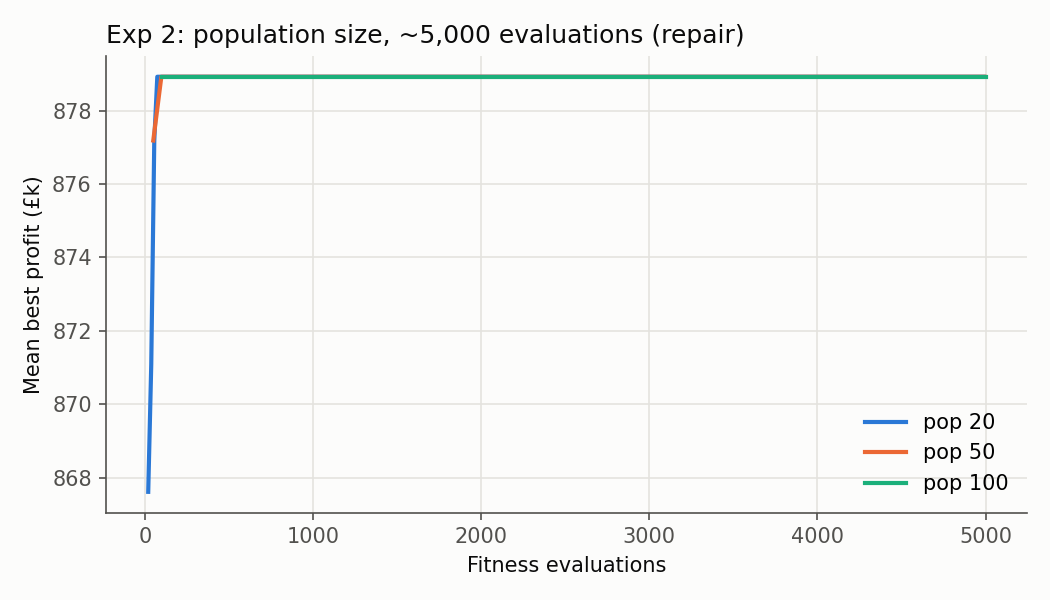 Exp 2: population size, ~5,000 evaluations (repair)
Mean best profit (£k)
878
876
874
872
870
868
pop 20
pop 50
pop 100
0 1000 2000 3000 4000 5000
Fitness evaluations